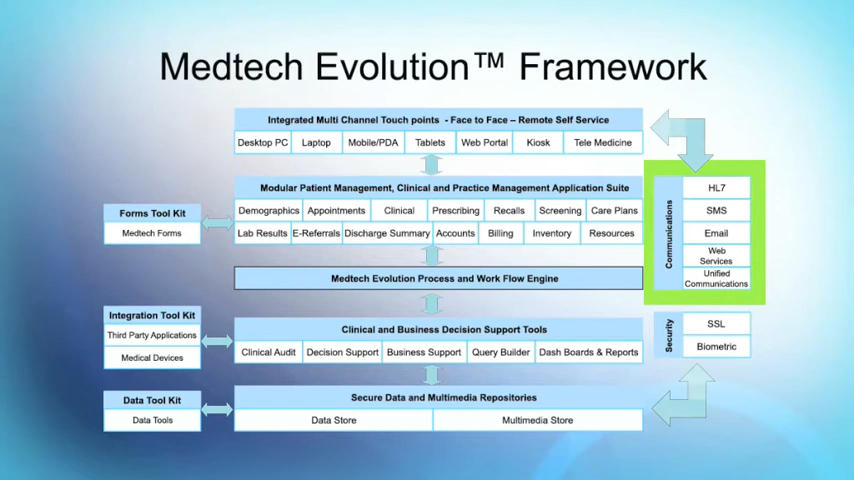 Medtech Evolution™ Framework
Integrated Multi Channel Touch points - Face to Face – Remote Self Service
Desktop PC Laptop Mobile/PDA Tablets Web Portal Kiosk Tele Medicine
Modular Patient Management, Clinical and Practice Management Application Suite
Demographics Appointments Clinical Prescribing Recalls Screening Care Plans
Lab Results E-Referrals Discharge Summary Accounts Billing Inventory Resources
Forms Tool Kit
Medtech Forms
Medtech Evolution Process and Work Flow Engine
Integration Tool Kit
Third Party Applications
Medical Devices
Clinical and Business Decision Support Tools
Clinical Audit Decision Support Business Support Query Builder Dash Boards & Reports
Data Tool Kit
Data Tools
Secure Data and Multimedia Repositories
Data Store Multimedia Store
Communications
HL7
SMS
Email
Web
Services
Unified
Communications
Security
SSL
Biometric